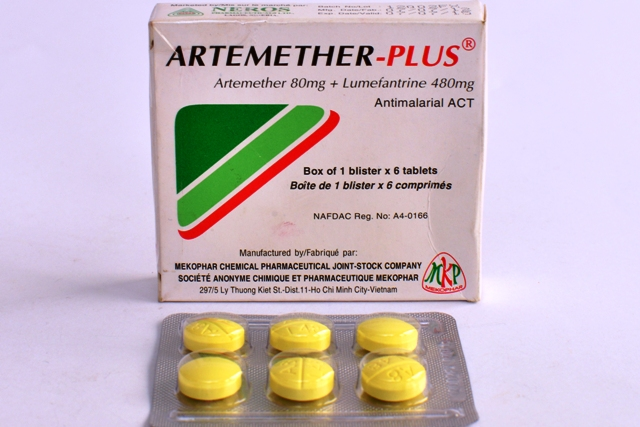 NEROS
ARTEMETHER-PLUS®
Artemether 80mg + Lumefantrine 480mg
Antimalarial ACT
Box of 1 blister x 6 tablets
Boîte de 1 blister x 6 comprimés
NAFDAC Reg. No: A4-0166
Manufactured by/Fabriqué par:
MEKOPHAR CHEMICAL PHARMACEUTICAL JOINT-STOCK COMPANY
SOCIÉTÉ ANONYME CHIMIQUE ET PHARMACEUTIQUE MEKOPHAR
297/5 Ly Thuong Kiet St.-Dist.11-Ho Chi Minh City-Vietnam
MKP
MEKOPHAR